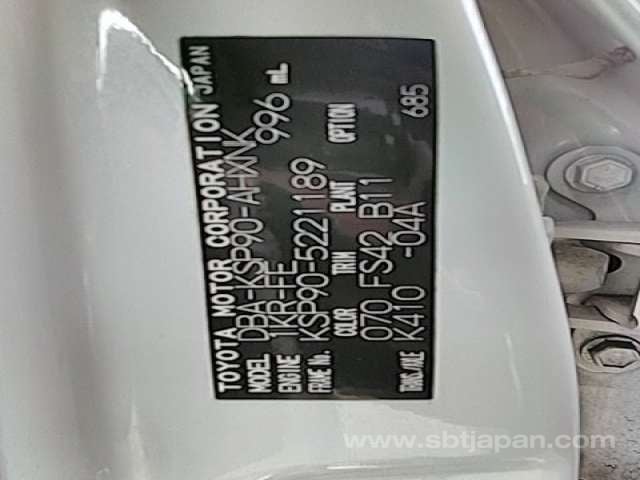 TOYOTA MOTOR CORPORATION JAPAN
MODEL DBA-KSP90-AHXNK
ENGINE 1KR-FE 996 mL
FRAME No. KSP90-5221189
COLOR TRIM PLANT OPTION
070 FS42 B11 685
TRANS./AXLE K410 -04A
www.sbtjapan.com